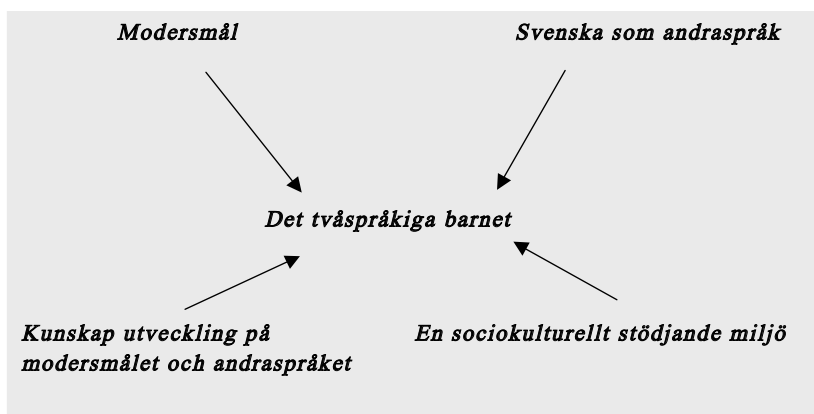 Modersmål
Svenska som andraspråk
Det tvåspråkiga barnet
Kunskap utveckling på
modersmålet och andraspråket
En sociokulturellt stödjande miljö